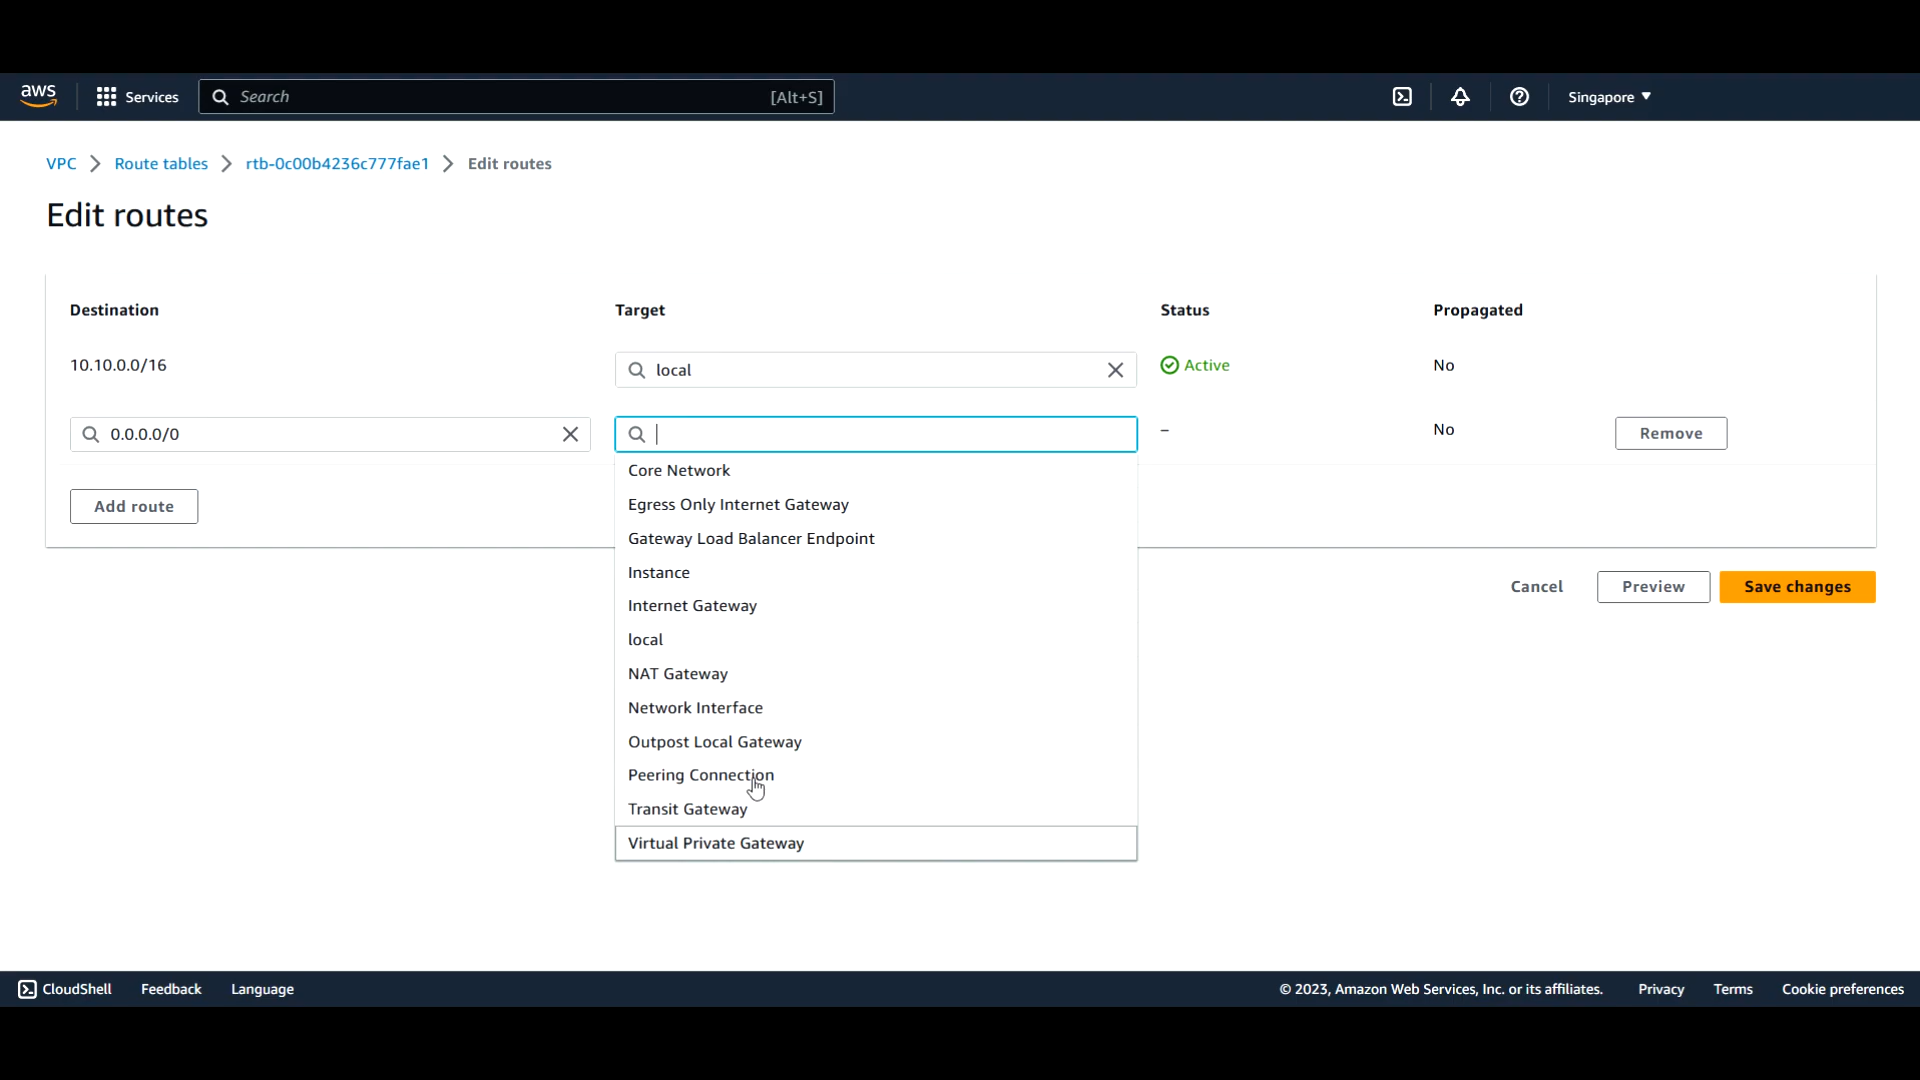 aws Services Search [Alt+S] Singapore
VPC Route tables rtb-0c00b4236c777fae1 Edit routes
Edit routes
Destination Target Status Propagated
10.10.0.0/16 local Active No
0.0.0.0/0 – No Remove
Core Network
Egress Only Internet Gateway
Add route
Gateway Load Balancer Endpoint
Instance
Cancel Preview Save changes
Internet Gateway
local
NAT Gateway
Network Interface
Outpost Local Gateway
Peering Connection
Transit Gateway
Virtual Private Gateway
CloudShell Feedback Language © 2023, Amazon Web Services, Inc. or its affiliates. Privacy Terms Cookie preferences